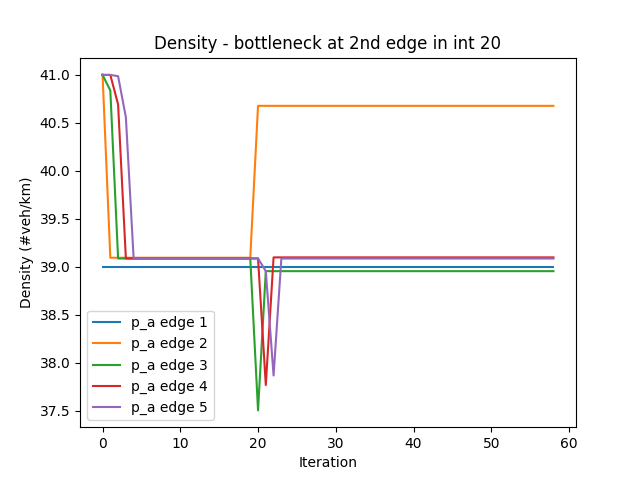 Density - bottleneck at 2nd edge in int 20
Density (#veh/km)
41.0
40.5
40.0
39.5
39.0
38.5
38.0
37.5
p_a edge 1
p_a edge 2
p_a edge 3
p_a edge 4
p_a edge 5
0 10 20 30 40 50 60
Iteration